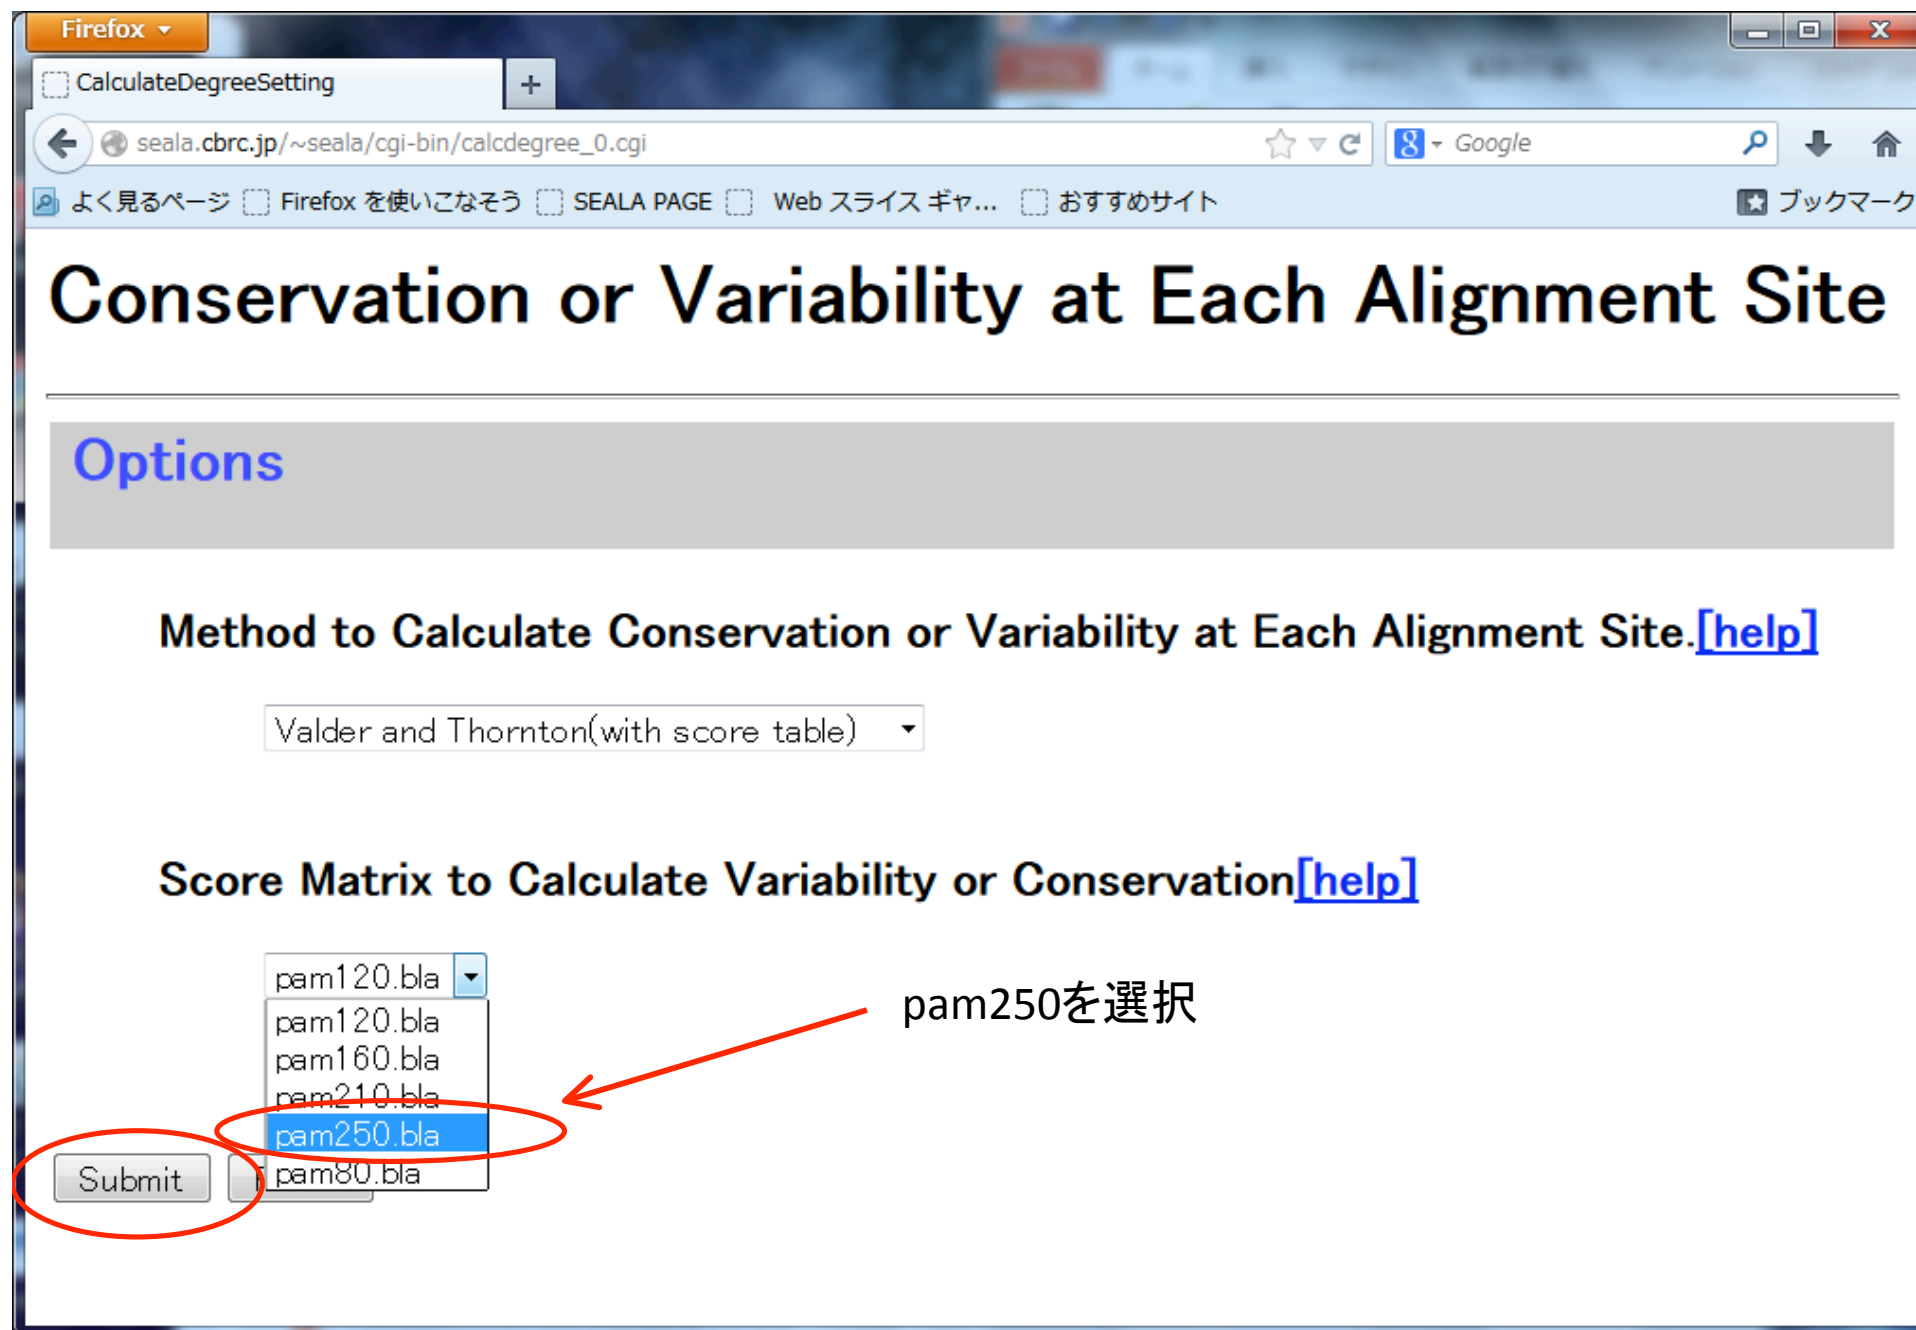 Firefox
CalculateDegreeSetting
seala.cbrc.jp/~seala/cgi-bin/calcdegree_0.cgi
Google
よく見るページ Firefox を使いこなそう SEALA PAGE Web スライス ギャ... おすすめサイト ブックマーク
Conservation or Variability at Each Alignment Site
Options
Method to Calculate Conservation or Variability at Each Alignment Site.[help]
Valder and Thornton(with score table)
Score Matrix to Calculate Variability or Conservation[help]
pam120.bla
pam250を選択
pam120.bla
pam160.bla
pam210.bla
pam250.bla
pam80.bla
Submit